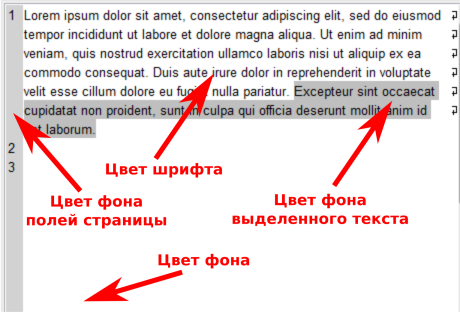 1 Lorem ipsum dolor sit amet, consectetur adipiscing elit, sed do eiusmod
tempor incididunt ut labore et dolore magna aliqua. Ut enim ad minim
veniam, quis nostrud exercitation ullamco laboris nisi ut aliquip ex ea
commodo consequat. Duis aute irure dolor in reprehenderit in voluptate
velit esse cillum dolore eu fugiat nulla pariatur. Excepteur sint occaecat
cupidatat non proident, sunt in culpa qui officia deserunt mollit anim id
est laborum.
2
3
Цвет шрифта
Цвет фона
полей страницы
Цвет фона
выделенного текста
Цвет фона